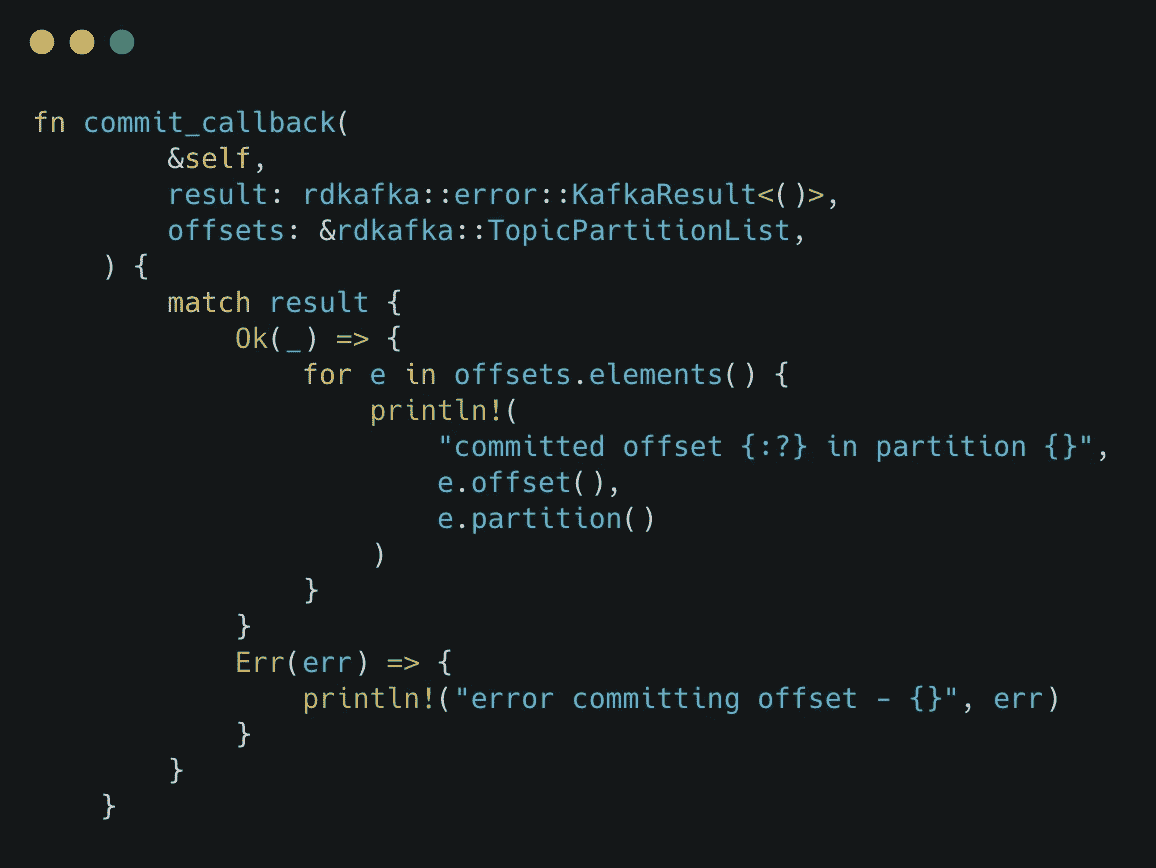 fn commit_callback(
        &self,
        result: rdkafka::error::KafkaResult<()>,
        offsets: &rdkafka::TopicPartitionList,
    ) {
        match result {
            Ok(_) => {
                for e in offsets.elements() {
                    println!(
                        "committed offset {:?} in partition {}",
                        e.offset(),
                        e.partition()
                    )
                }
            }
            Err(err) => {
                println!("error committing offset - {}", err)
            }
        }
    }